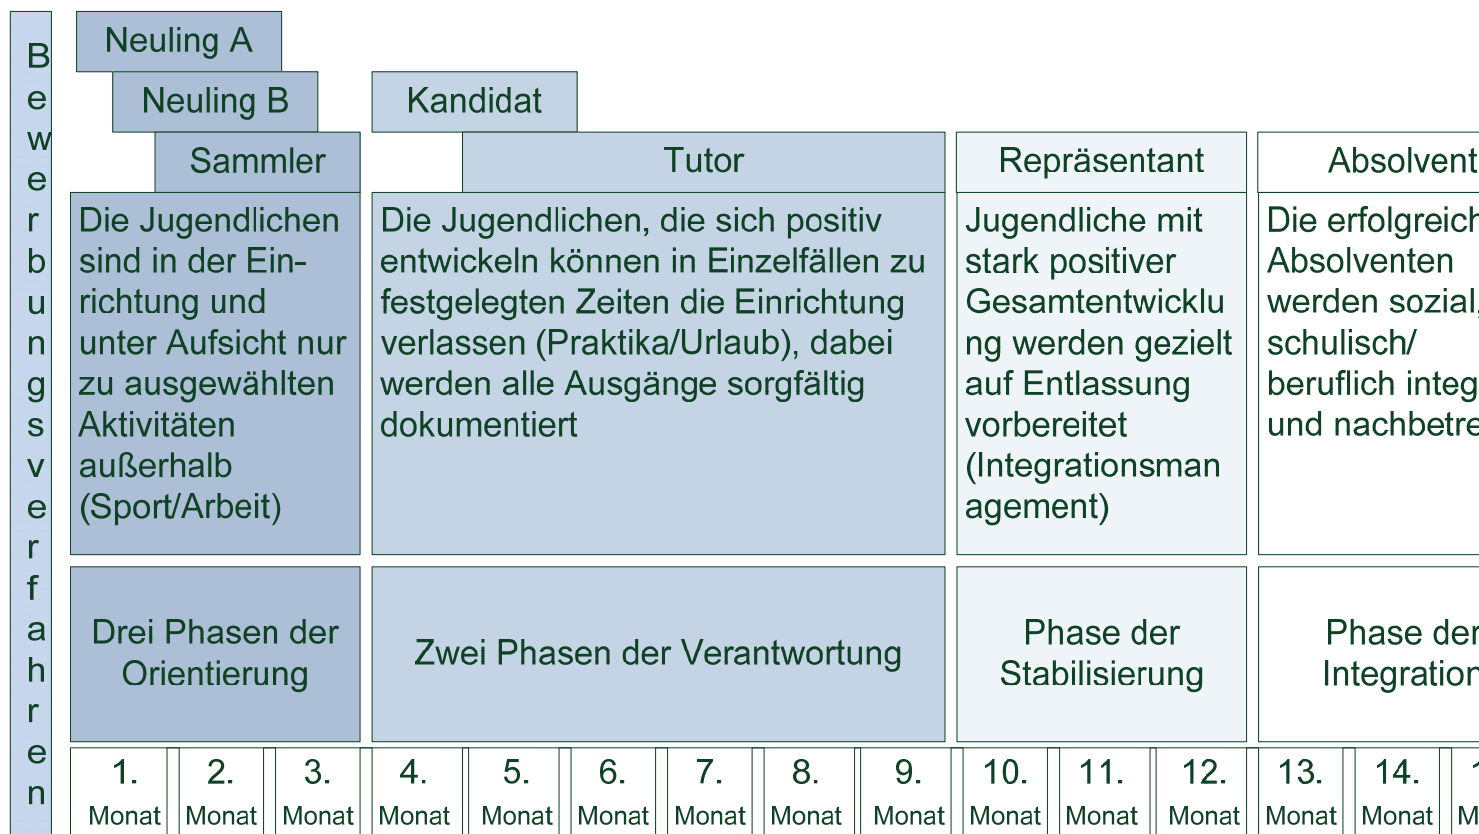 Bewerbungsverfahren
Neuling A
Neuling B
Sammler
Die Jugendlichen
sind in der Ein-
richtung und
unter Aufsicht nur
zu ausgewählten
Aktivitäten
außerhalb
(Sport/Arbeit)
Kandidat
Tutor
Die Jugendlichen, die sich positiv
entwickeln können in Einzelfällen zu
festgelegten Zeiten die Einrichtung
verlassen (Praktika/Urlaub), dabei
werden alle Ausgänge sorgfältig
dokumentiert
Repräsentant
Jugendliche mit
stark positiver
Gesamtentwicklu
ng werden gezielt
auf Entlassung
vorbereitet
(Integrationsman
agement)
Absolvent
Die erfolgreich
Absolventen
werden sozial,
schulisch/
beruflich integ
und nachbetre
Drei Phasen der
Orientierung
Zwei Phasen der Verantwortung
Phase der
Stabilisierung
Phase der
Integration
1. 2. 3. 4. 5. 6. 7. 8. 9. 10. 11. 12. 13. 14.
Monat Monat Monat Monat Monat Monat Monat Monat Monat Monat Monat Monat Monat Monat